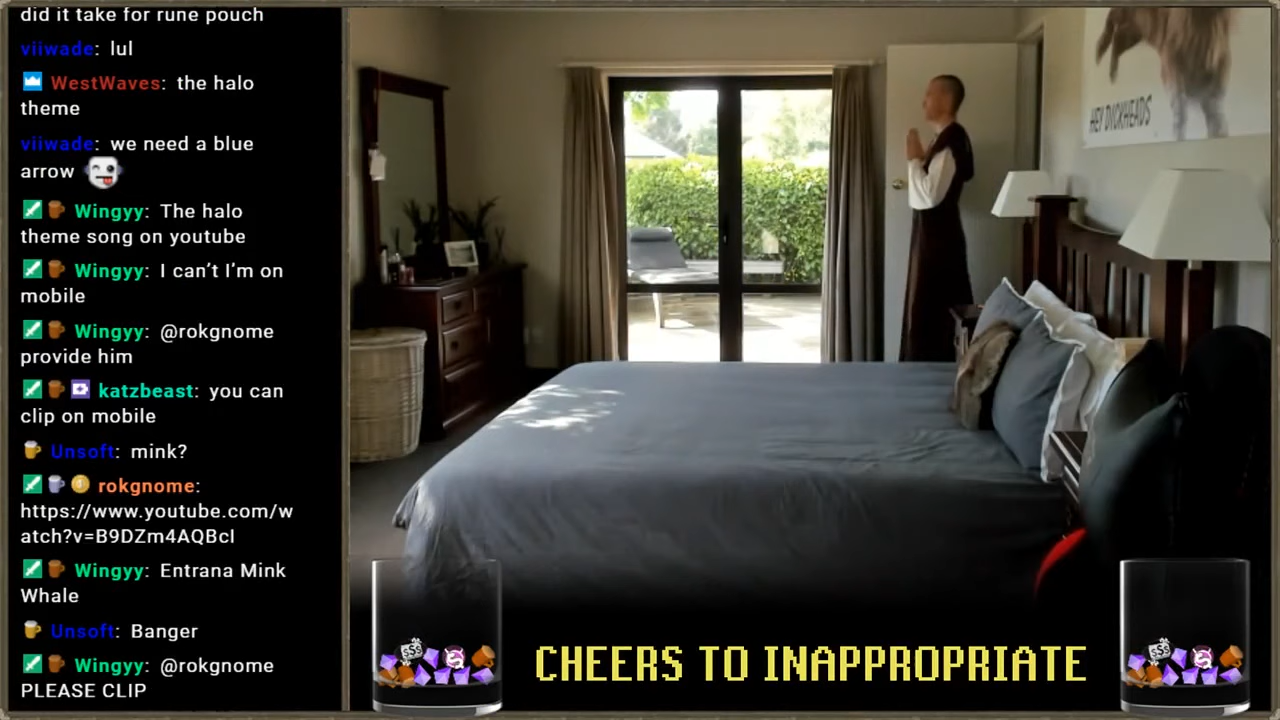 did it take for rune pouch
viiwade: lul
WestWaves: the halo
theme
viiwade: we need a blue
arrow
Wingyy: The halo
theme song on youtube
Wingyy: I can’t I’m on
mobile
Wingyy: @rokgnome
provide him
katzbeast: you can
clip on mobile
Unsoft: mink?
rokgnome:
https://www.youtube.com/w
atch?v=B9DZm4AQBcI
Wingyy: Entrana Mink
Whale
Unsoft: Banger
Wingyy: @rokgnome
PLEASE CLIP
HEY DICKHEADS
CHEERS TO INAPPROPRIATE